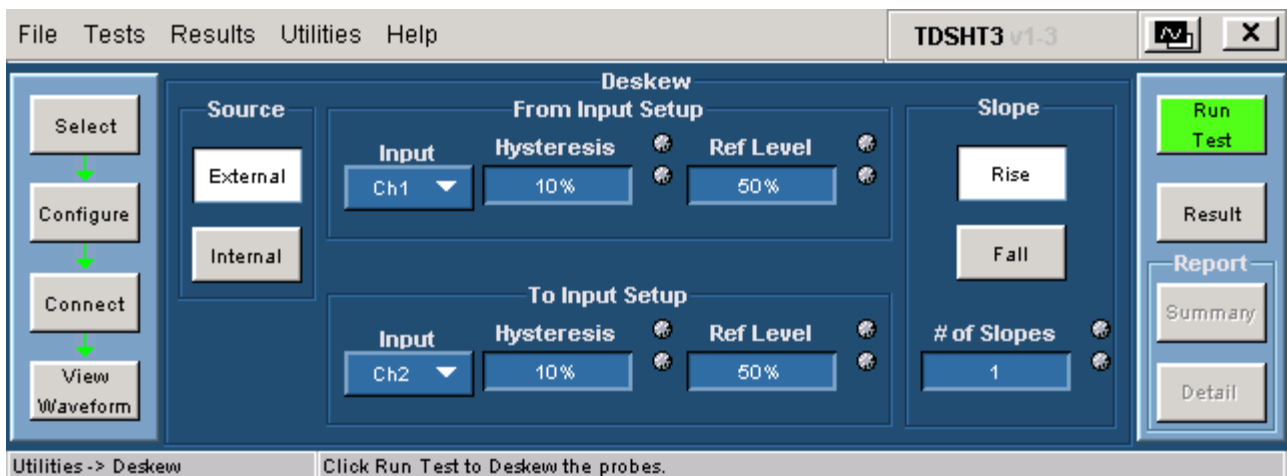 File Tests Results Utilities Help TDSHT3 v1-3
Deskew
Select
Configure
Connect
View
Waveform
Source
External
Internal
From Input Setup
Input Hysteresis Ref Level
Ch1 10% 50%
To Input Setup
Input Hysteresis Ref Level
Ch2 10% 50%
Slope
Rise
Fall
# of Slopes
1
Run
Test
Result
Report
Summary
Detail
Utilities -> Deskew Click Run Test to Deskew the probes.